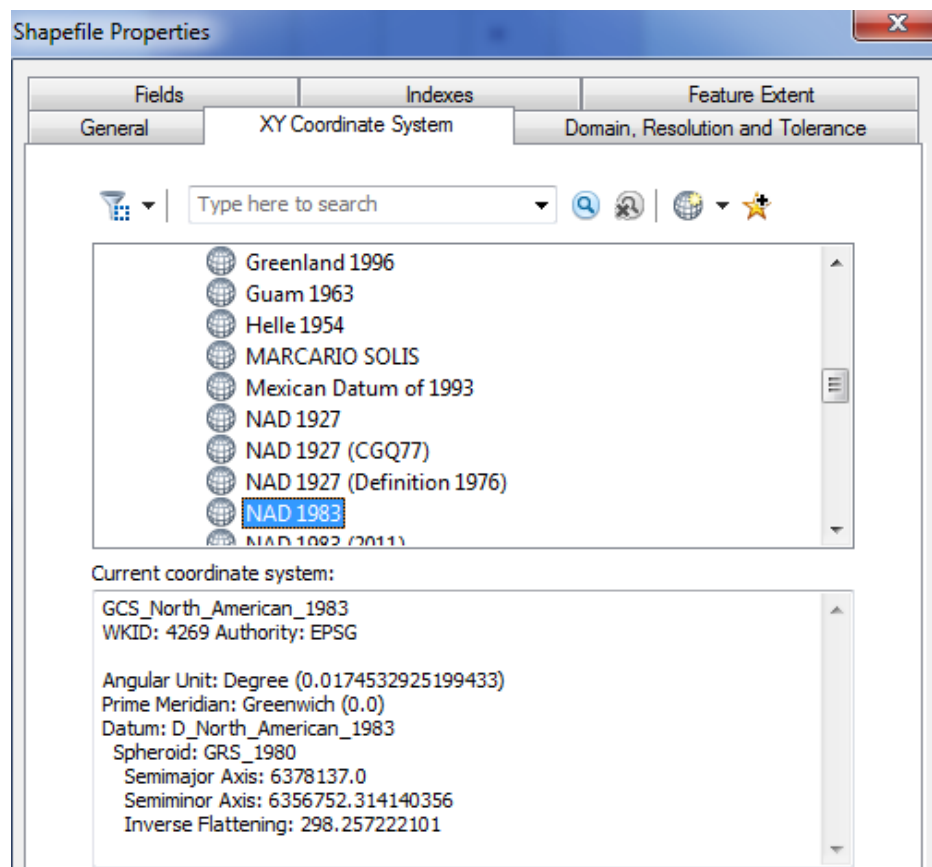 Shapefile Properties
x
Fields Indexes Feature Extent
General XY Coordinate System Domain, Resolution and Tolerance
Type here to search
Greenland 1996
Guam 1963
Helle 1954
MARCARIO SOLIS
Mexican Datum of 1993
NAD 1927
NAD 1927 (CGQ77)
NAD 1927 (Definition 1976)
NAD 1983
NAD 1983 (2011)
Current coordinate system:
GCS_North_American_1983
WKID: 4269 Authority: EPSG
Angular Unit: Degree (0.0174532925199433)
Prime Meridian: Greenwich (0.0)
Datum: D_North_American_1983
Spheroid: GRS_1980
Semimajor Axis: 6378137.0
Semiminor Axis: 6356752.314140356
Inverse Flattening: 298.257222101